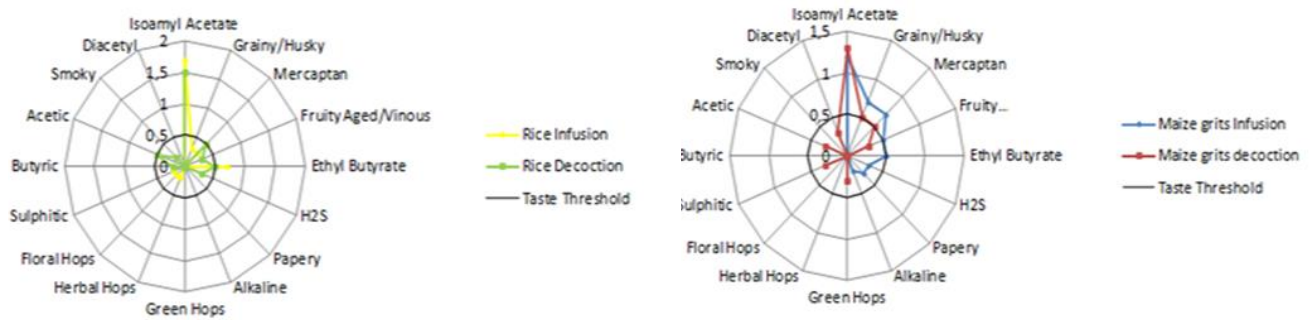 Isoamyl Acetate
Diacetyl
2
Grainy/Husky
Smoky
1,5
Mercaptan
Acetic
1
Fruity Aged/Vinous
0,5
Butyric
0
Ethyl Butyrate
Sulphitic
H2S
Floral Hops
Papery
Herbal Hops
Alkaline
Green Hops
Rice Infusion
Rice Decoction
Taste Threshold
Isoamyl Acetate
Diacetyl
1,5
Grainy/Husky
Smoky
Mercaptan
1
Acetic
Fruity...
0,5
Butyric
0
Ethyl Butyrate
ulphitic
H2S
Floral Hops
Papery
Herbal Hops
Alkaline
Green Hops
Maize grits Infusion
Maize grits decoction
Taste Threshold